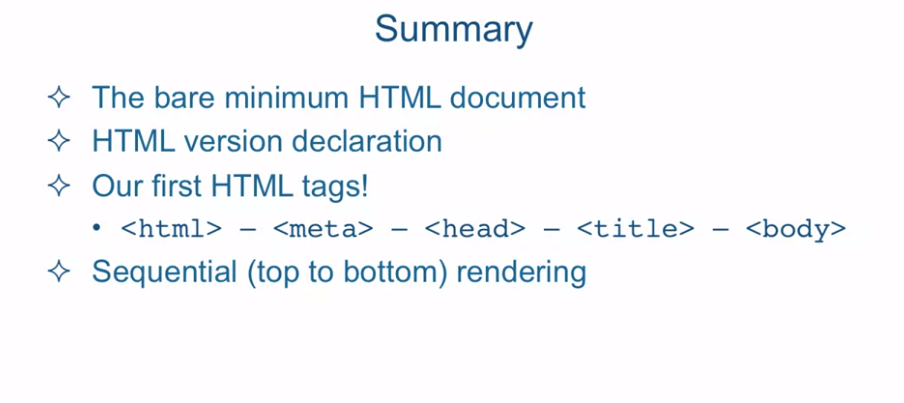 Summary
✧ The bare minimum HTML document
✧ HTML version declaration
✧ Our first HTML tags!
• <html> – <meta> – <head> – <title> – <body>
✧ Sequential (top to bottom) rendering